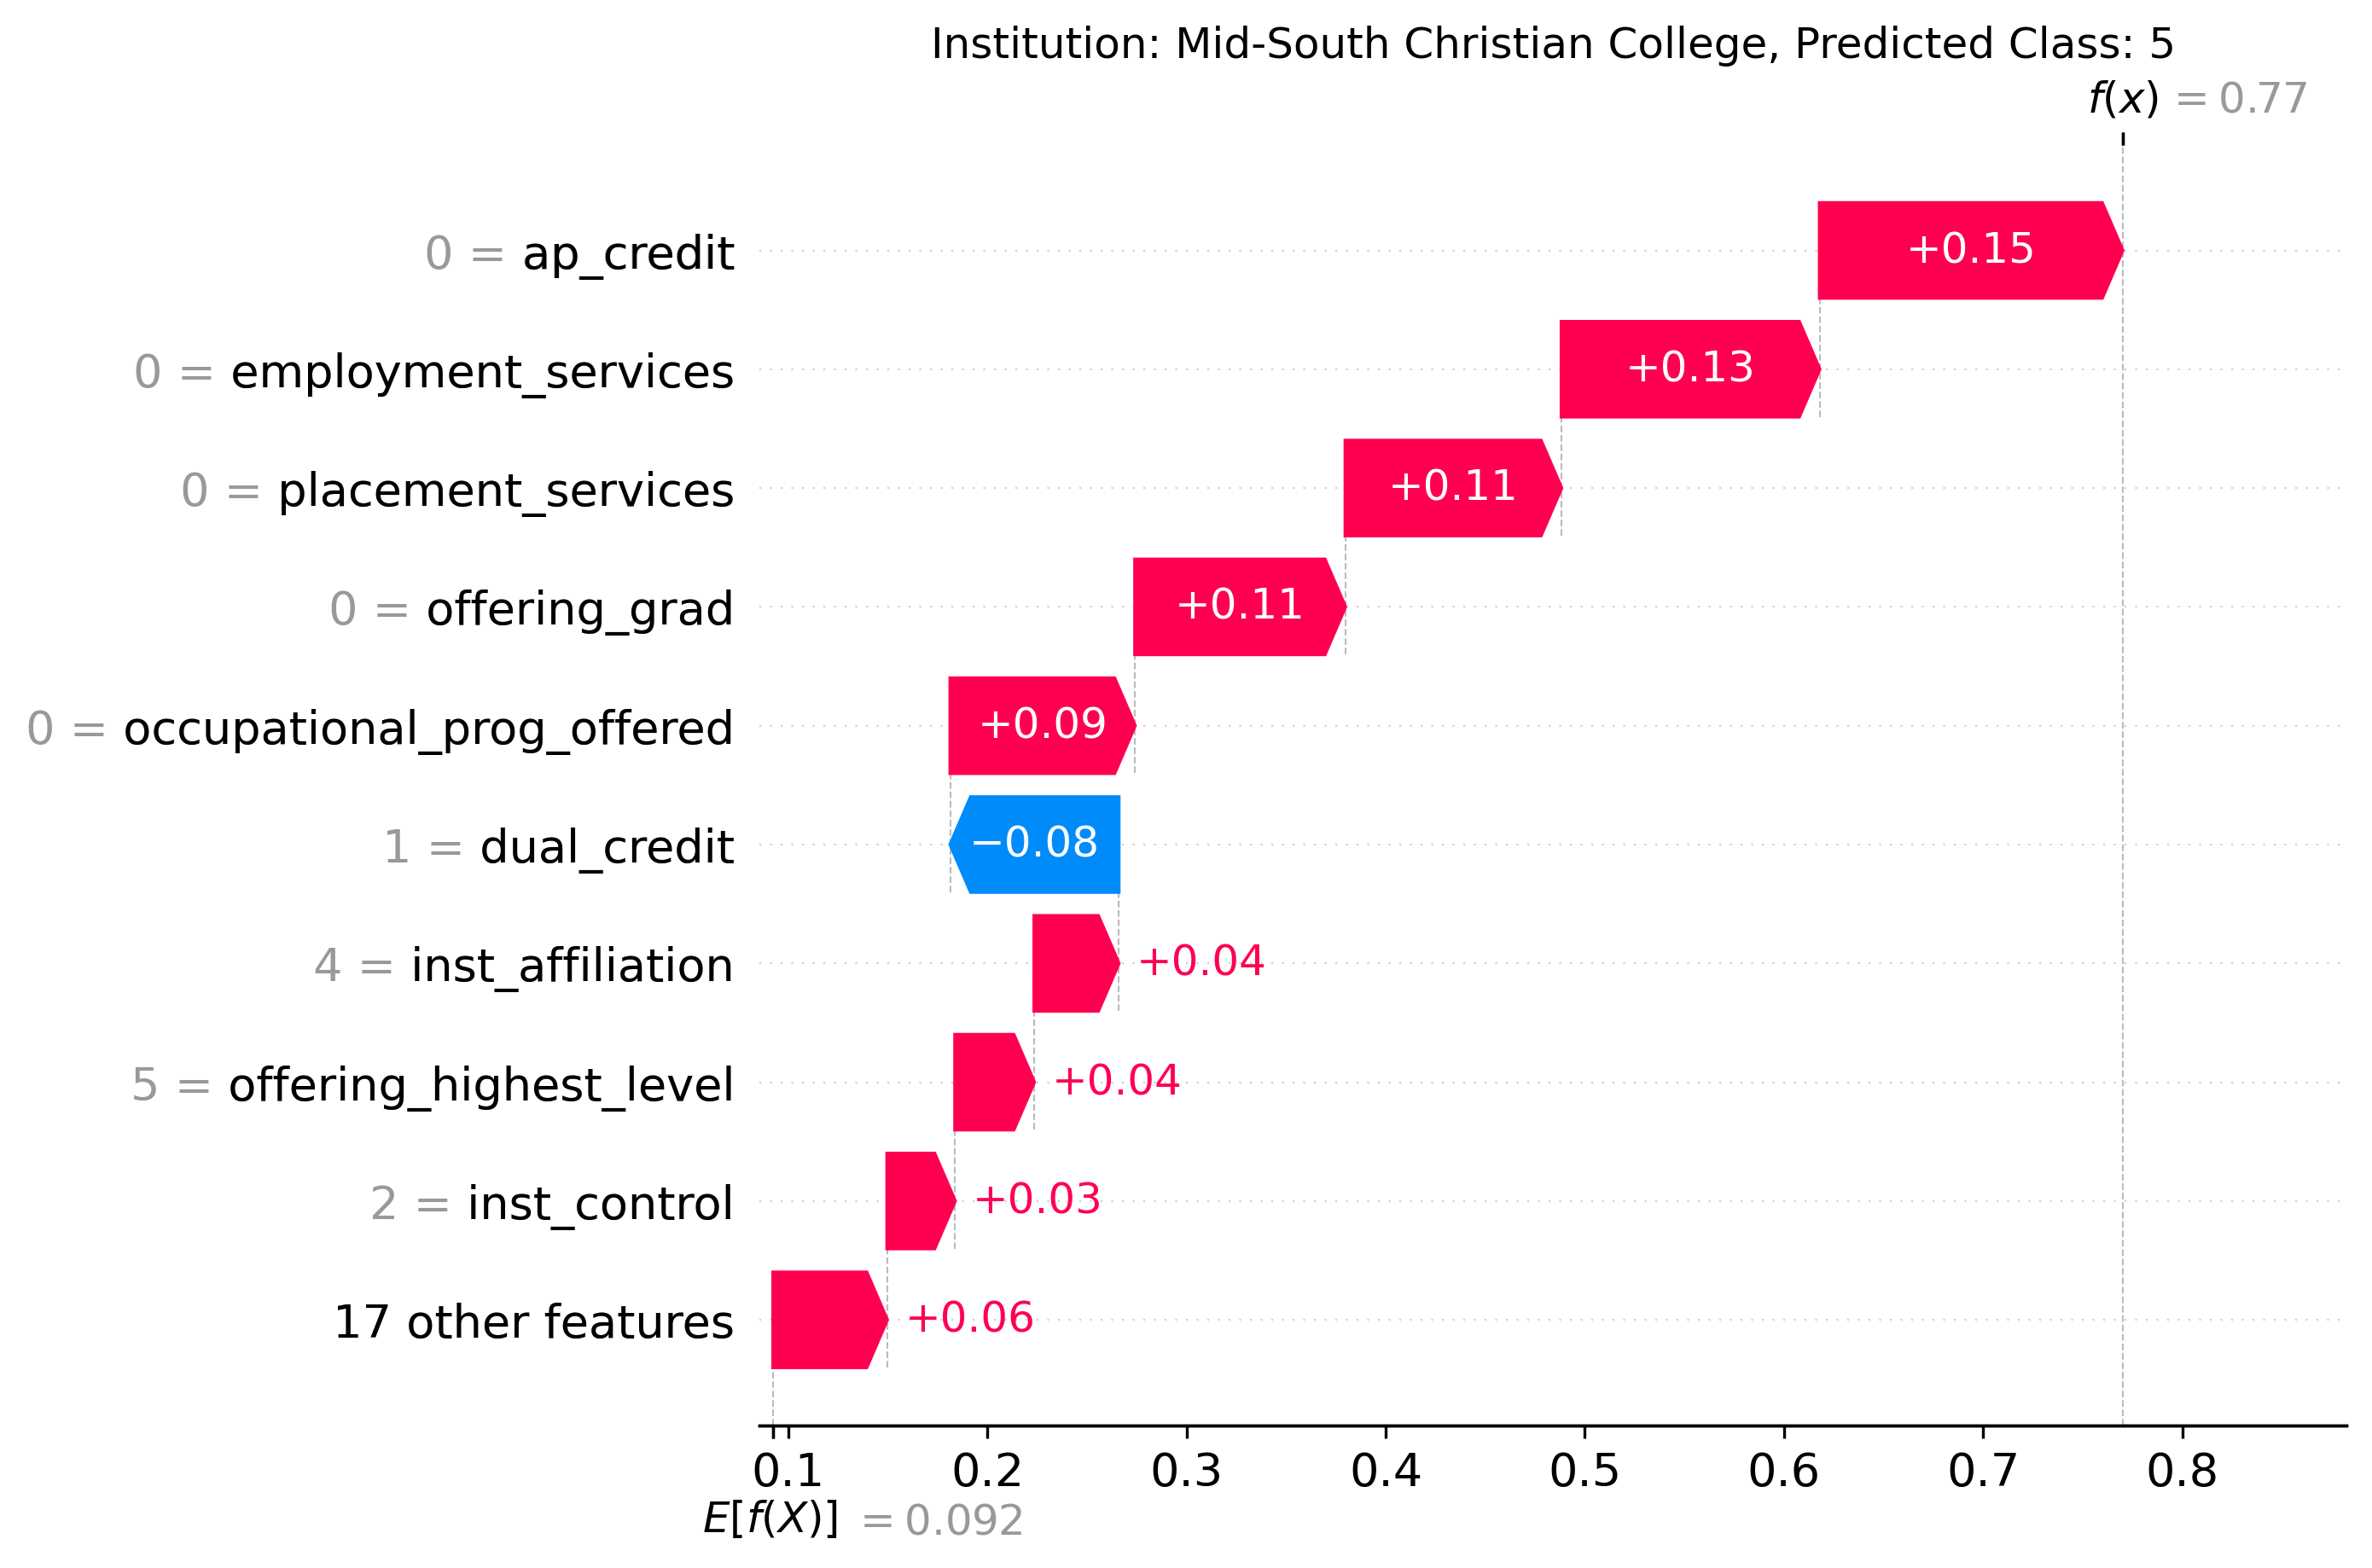 Institution: Mid-South Christian College, Predicted Class: 5
f(x) = 0.77
0 = ap_credit +0.15
0 = employment_services +0.13
0 = placement_services +0.11
0 = offering_grad +0.11
0 = occupational_prog_offered +0.09
1 = dual_credit −0.08
4 = inst_affiliation +0.04
5 = offering_highest_level +0.04
2 = inst_control +0.03
17 other features +0.06
0.1 0.2 0.3 0.4 0.5 0.6 0.7 0.8
E[f(X)] = 0.092